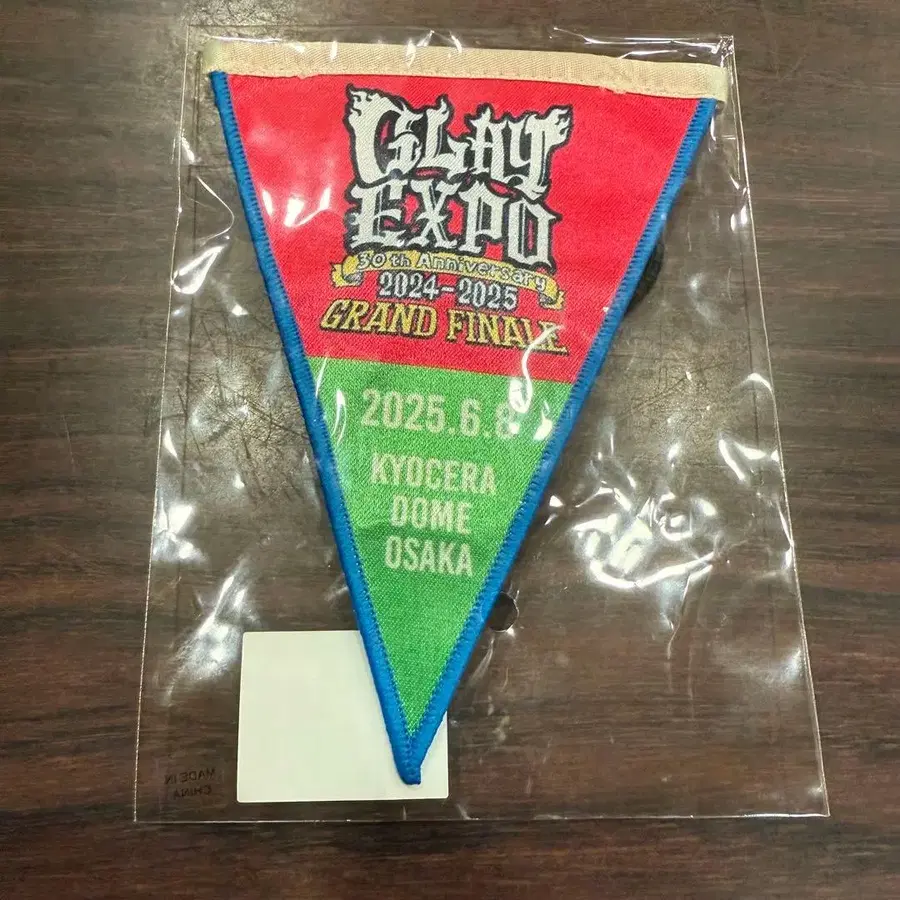 GLAY
EXPO
30th Anniversary
2024-2025
GRAND FINALE
2025.6.8
KYOCERA
DOME
OSAKA
MADE IN
CHINA